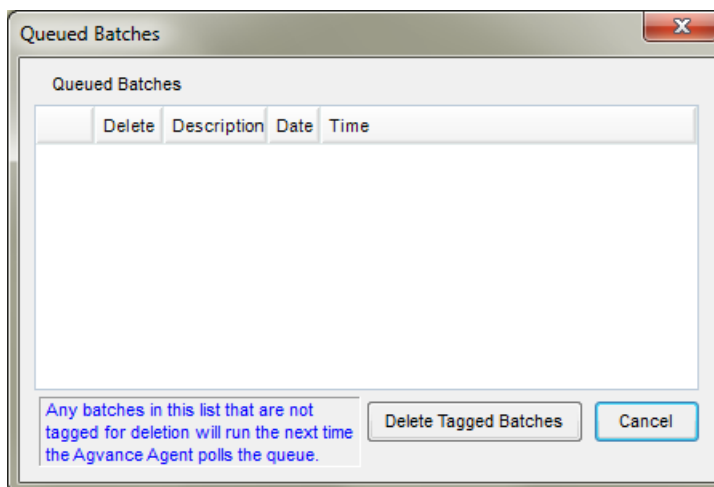 Queued Batches
Queued Batches
Delete Description Date Time
Any batches in this list that are not
tagged for deletion will run the next time
the Agvance Agent polls the queue.
Delete Tagged Batches
Cancel